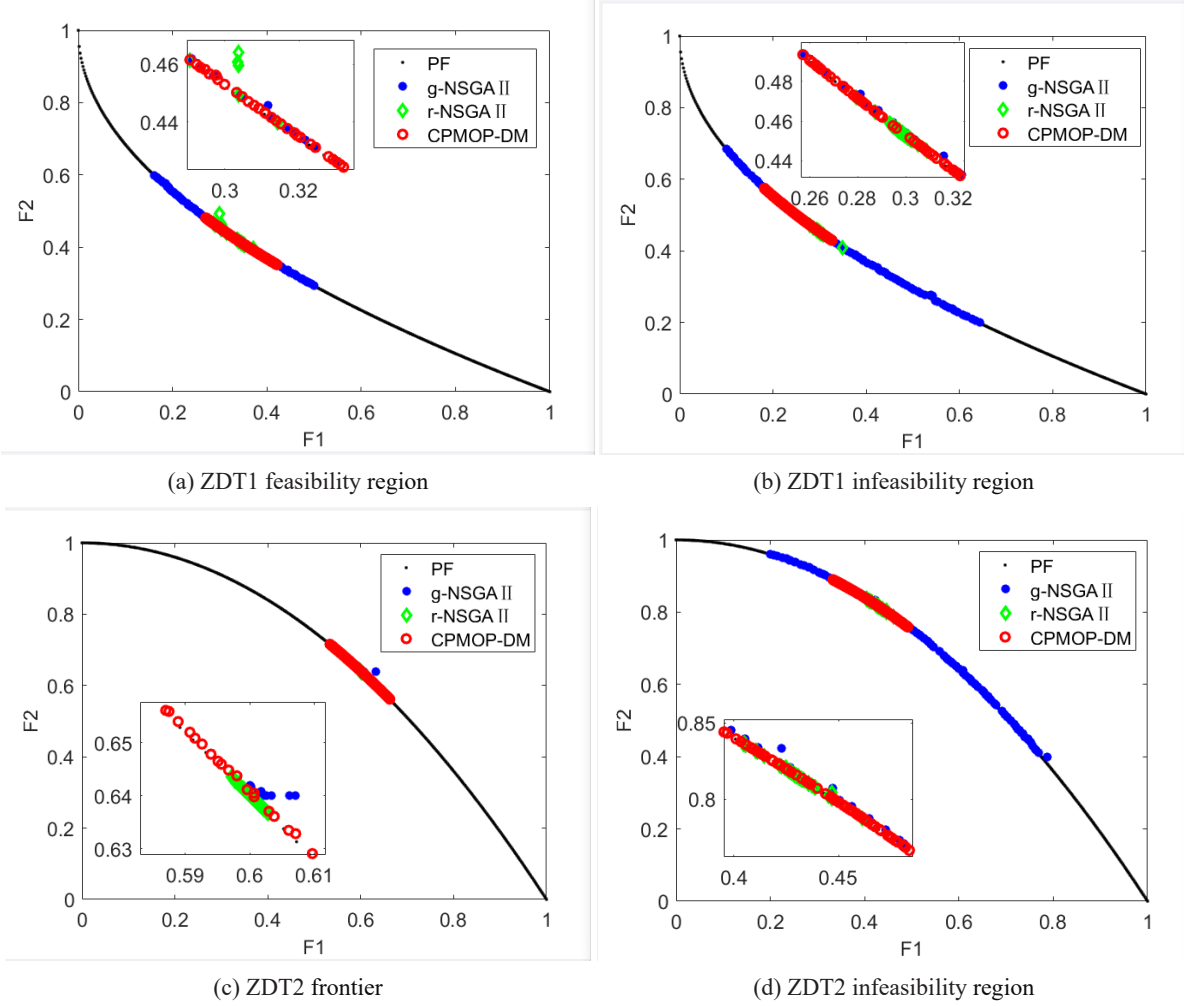 1
0.8
0.6
0.4
0.2
0
F2
0 0.2 0.4 0.6 0.8 1
F1
0.46
0.44
0.3 0.32
PF
g-NSGAⅡ
r-NSGAⅡ
CPMOP-DM
(a) ZDT1 feasibility region
1
0.8
0.6
0.4
0.2
0
F2
0 0.2 0.4 0.6 0.8 1
F1
0.48
0.46
0.44
0.26 0.28 0.3 0.32
PF
g-NSGAⅡ
r-NSGAⅡ
CPMOP-DM
(b) ZDT1 infeasibility region
1
0.8
0.6
0.4
0.2
0
F2
0 0.2 0.4 0.6 0.8 1
F1
0.65
0.64
0.63
0.59 0.6 0.61
PF
g-NSGAⅡ
r-NSGAⅡ
CPMOP-DM
(c) ZDT2 frontier
1
0.8
0.6
0.4
0.2
0
F2
0 0.2 0.4 0.6 0.8 1
F1
0.85
0.8
0.4 0.45
PF
g-NSGAⅡ
r-NSGAⅡ
CPMOP-DM
(d) ZDT2 infeasibility region